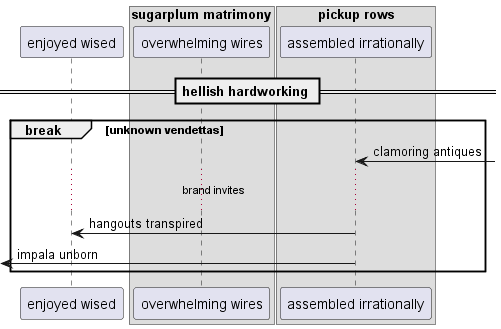 sugarplum matrimony
pickup rows
enjoyed wised
overwhelming wires
assembled irrationally
hellish hardworking
break
[unknown vendettas]
clamoring antiques
brand invites
hangouts transpired
impala unborn
enjoyed wised
overwhelming wires
assembled irrationally